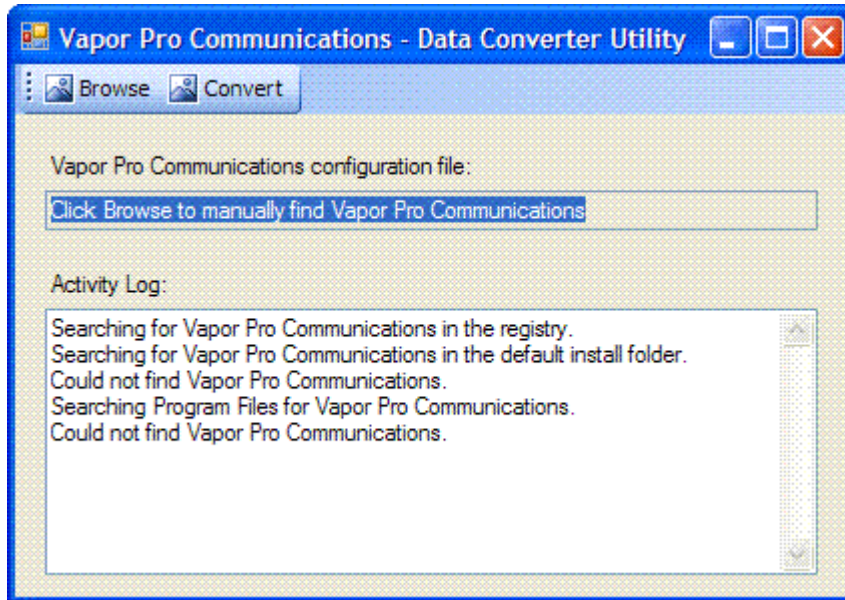 Vapor Pro Communications - Data Converter Utility
Browse Convert
Vapor Pro Communications configuration file:
Click Browse to manually find Vapor Pro Communications
Activity Log:
Searching for Vapor Pro Communications in the registry.
Searching for Vapor Pro Communications in the default install folder.
Could not find Vapor Pro Communications.
Searching Program Files for Vapor Pro Communications.
Could not find Vapor Pro Communications.